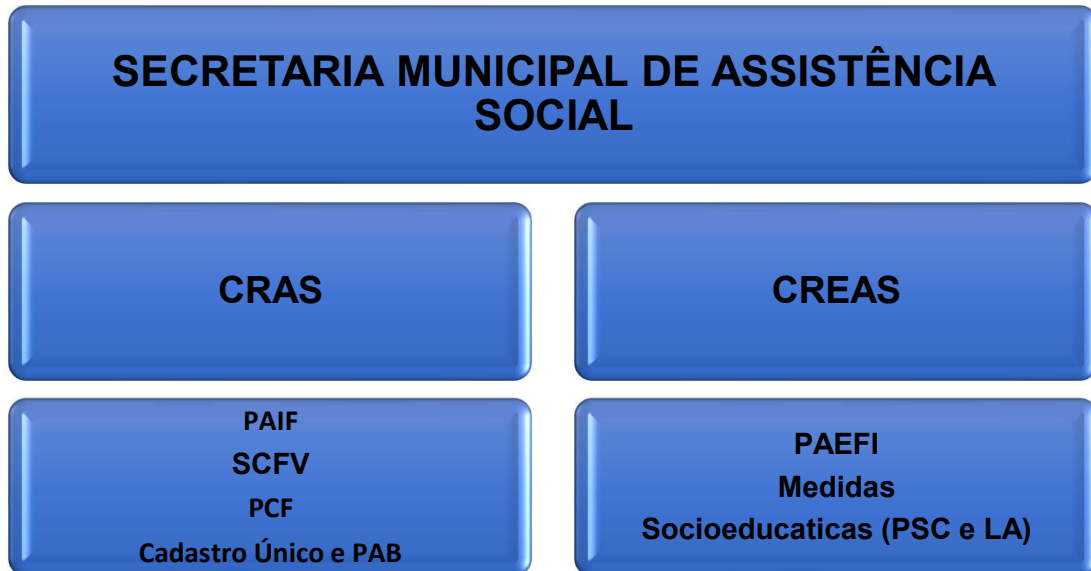 SECRETARIA MUNICIPAL DE ASSISTÊNCIA
SOCIAL
CRAS
CREAS
PAIF
SCFV
PCF
Cadastro Único e PAB
PAEFI
Medidas
Socioeducaticas (PSC e LA)